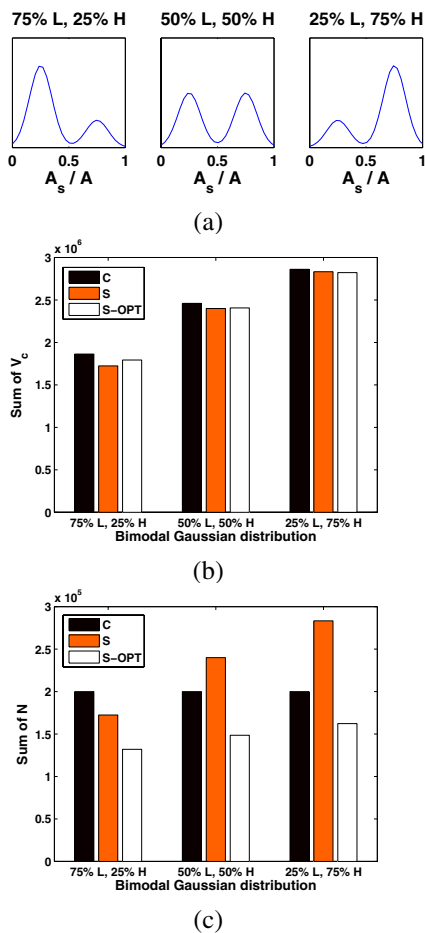 75% L, 25% H 50% L, 50% H 25% L, 75% H
0 0.5 1 0 0.5 1 0 0.5 1
A_s / A A_s / A A_s / A
(a)
x 10^6
3
2.5
2
1.5
1
0.5
0
Sum of V_c
C
S
S-OPT
75% L, 25% H 50% L, 50% H 25% L, 75% H
Bimodal Gaussian distribution
(b)
x 10^5
3
2.5
2
1.5
1
0.5
0
Sum of N
C
S
S-OPT
75% L, 25% H 50% L, 50% H 25% L, 75% H
Bimodal Gaussian distribution
(c)